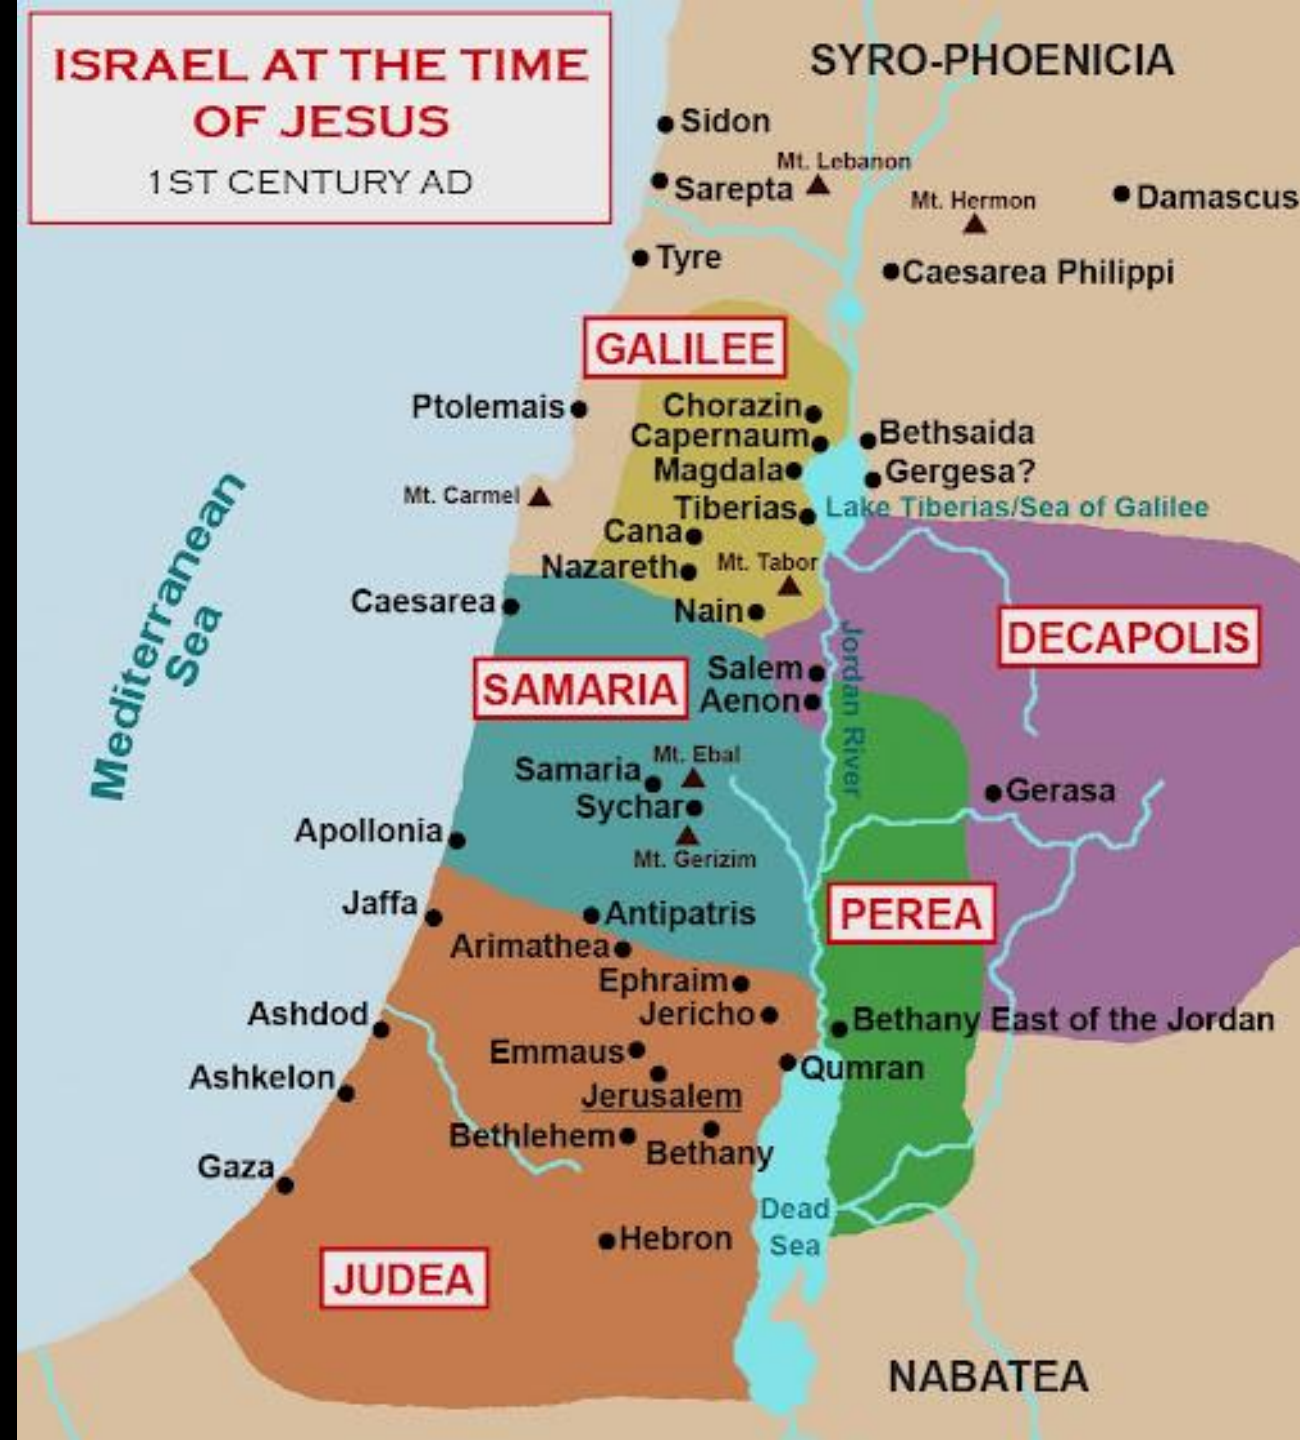 ISRAEL AT THE TIME
OF JESUS
1ST CENTURY AD
SYRO-PHOENICIA
Sidon
Mt. Lebanon
Sarepta
Mt. Hermon
Damascus
Tyre
Caesarea Philippi
GALILEE
Ptolemais
Chorazin
Capernaum
Bethsaida
Magdala
Gergesa?
Mt. Carmel
Tiberias
Lake Tiberias/Sea of Galilee
Cana
Nazareth
Mt. Tabor
Mediterranean
Sea
Caesarea
Nain
DECAPOLIS
Jordan River
SAMARIA
Salem
Aenon
Mt. Ebal
Samaria
Sychar
Gerasa
Apollonia
Mt. Gerizim
Jaffa
Antipatris
PEREA
Arimathea
Ephraim
Jericho
Ashdod
Bethany East of the Jordan
Emmaus
Qumran
Ashkelon
Jerusalem
Bethlehem
Bethany
Gaza
Dead
Sea
Hebron
JUDEA
NABATEA